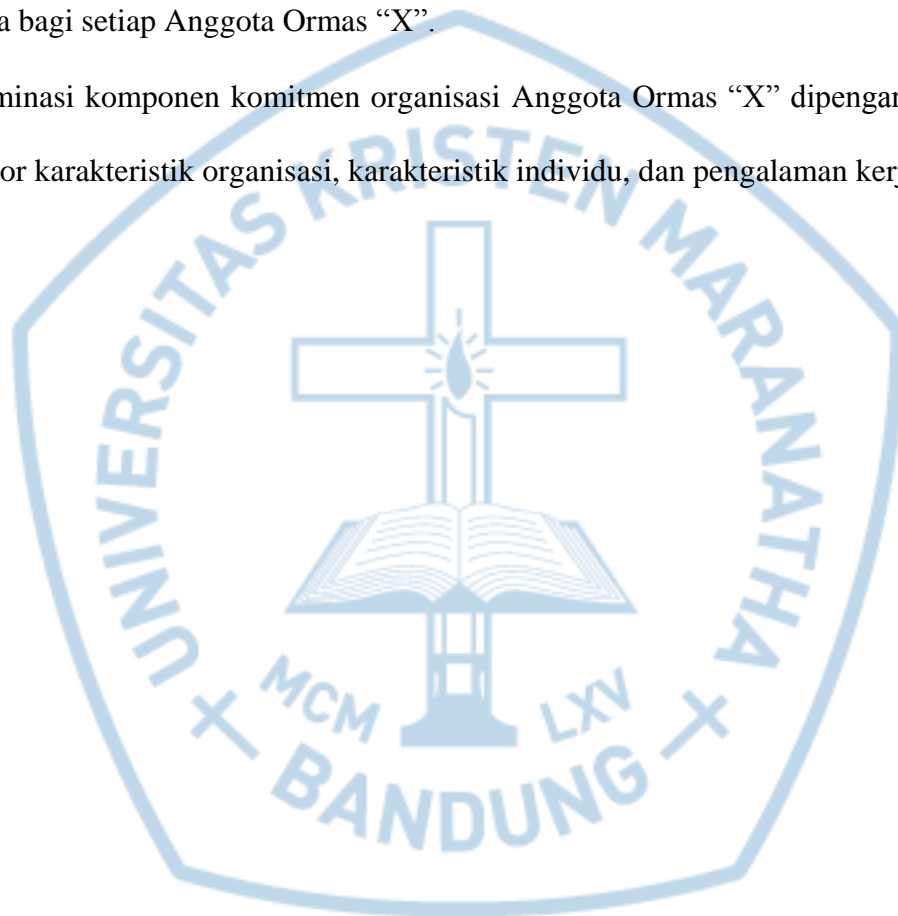 a bagi setiap Anggota Ormas “X”.
minasi komponen komitmen organisasi Anggota Ormas “X” dipengar
or karakteristik organisasi, karakteristik individu, dan pengalaman kerj
UNIVERSITAS KRISTEN MARANATHA
MCM LXV
BANDUNG